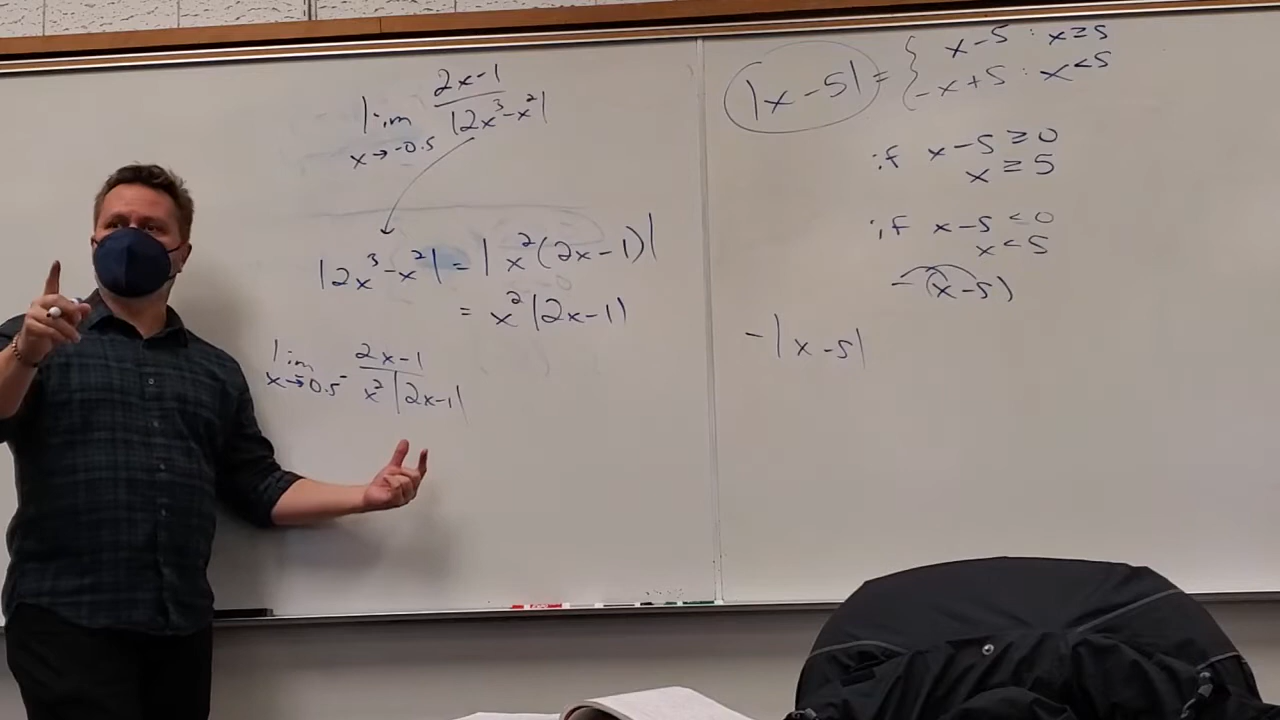 lim 2x-1 / |2x³-x²|
x→-0.5
|2x³-x²| = |x²(2x-1)|
= x²|2x-1|
lim 2x-1 / x²|2x-1|
x→0.5⁻
|x-5| = { x-5 : x≥5
-x+5 : x<5
if x-5≥0
x≥5
if x-5<0
x<5
-(x-5)
-|x-5|